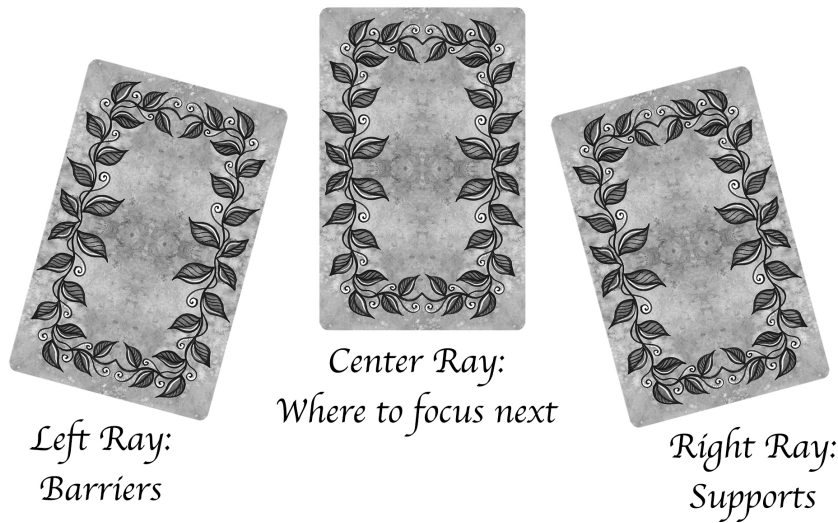 Left Ray:
Barriers
Center Ray:
Where to focus next
Right Ray:
Supports